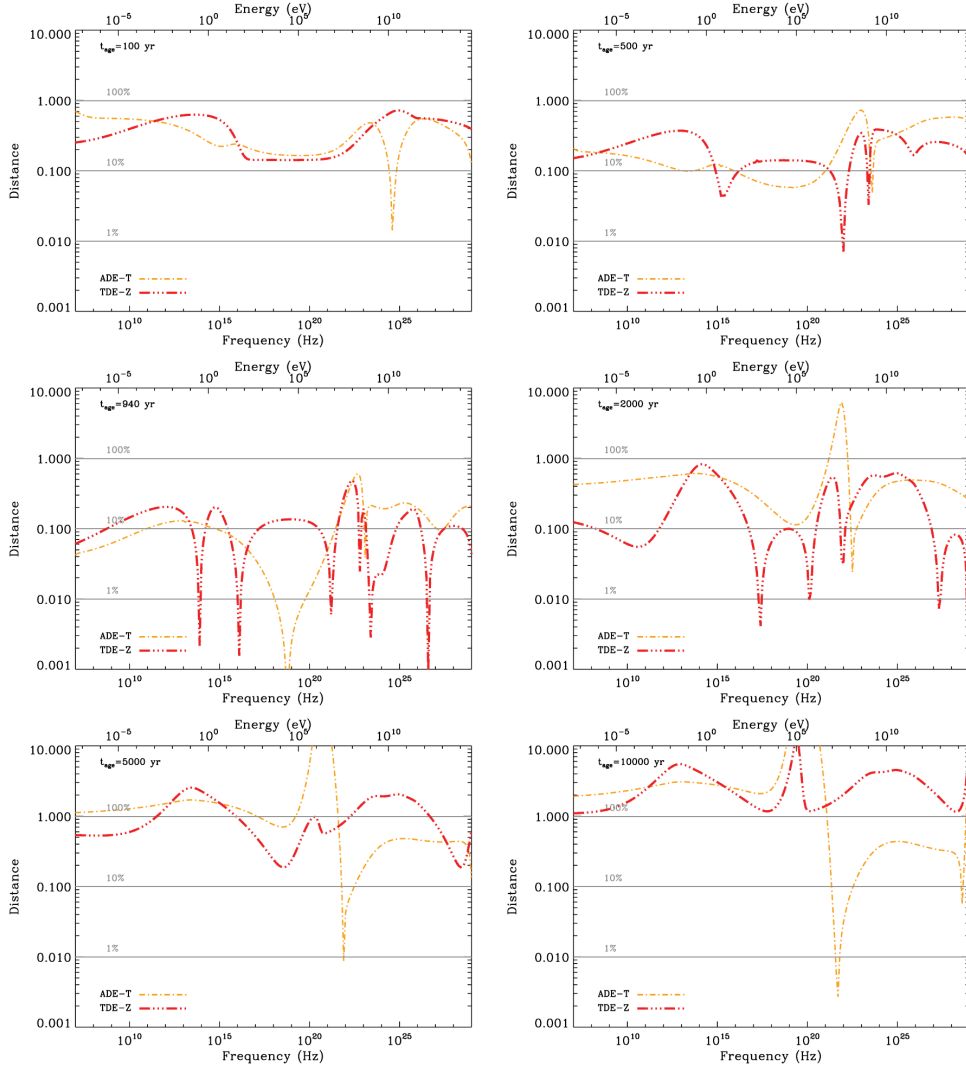 Energy (eV)
10⁻⁵ 10⁰ 10⁵ 10¹⁰
10.000
t_age=100 yr
100%
1.000
Distance
10%
0.100
1%
0.010
ADE-T
TDE-Z
0.001
10¹⁰ 10¹⁵ 10²⁰ 10²⁵
Frequency (Hz)
Energy (eV)
10⁻⁵ 10⁰ 10⁵ 10¹⁰
10.000
t_age=500 yr
100%
1.000
Distance
10%
0.100
1%
0.010
ADE-T
TDE-Z
0.001
10¹⁰ 10¹⁵ 10²⁰ 10²⁵
Frequency (Hz)
Energy (eV)
10⁻⁵ 10⁰ 10⁵ 10¹⁰
10.000
t_age=940 yr
100%
1.000
Distance
10%
0.100
1%
0.010
ADE-T
TDE-Z
0.001
10¹⁰ 10¹⁵ 10²⁰ 10²⁵
Frequency (Hz)
Energy (eV)
10⁻⁵ 10⁰ 10⁵ 10¹⁰
10.000
t_age=2000 yr
100%
1.000
Distance
10%
0.100
1%
0.010
ADE-T
TDE-Z
0.001
10¹⁰ 10¹⁵ 10²⁰ 10²⁵
Frequency (Hz)
Energy (eV)
10⁻⁵ 10⁰ 10⁵ 10¹⁰
10.000
t_age=5000 yr
100%
1.000
Distance
10%
0.100
1%
0.010
ADE-T
TDE-Z
0.001
10¹⁰ 10¹⁵ 10²⁰ 10²⁵
Frequency (Hz)
Energy (eV)
10⁻⁵ 10⁰ 10⁵ 10¹⁰
10.000
t_age=10000 yr
100%
1.000
Distance
10%
0.100
1%
0.010
ADE-T
TDE-Z
0.001
10¹⁰ 10¹⁵ 10²⁰ 10²⁵
Frequency (Hz)